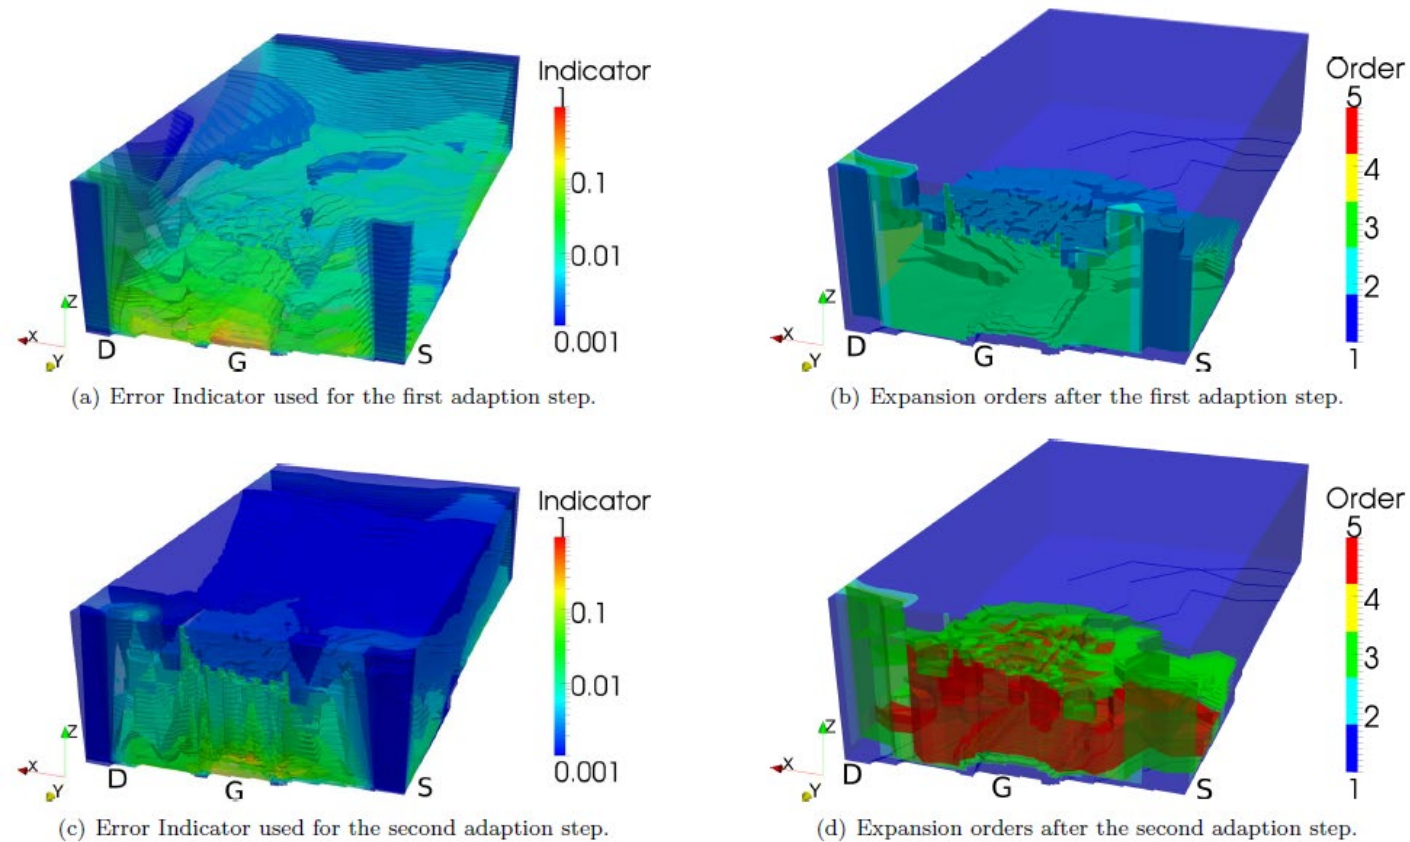 Indicator
1
0.1
0.01
0.001
Z
X
Y
D
G
S
(a) Error Indicator used for the first adaption step.
Order
5
4
3
2
1
Z
X
Y
D
G
S
(b) Expansion orders after the first adaption step.
Indicator
1
0.1
0.01
0.001
Z
X
Y
D
G
S
(c) Error Indicator used for the second adaption step.
Order
5
4
3
2
1
Z
X
Y
D
G
S
(d) Expansion orders after the second adaption step.